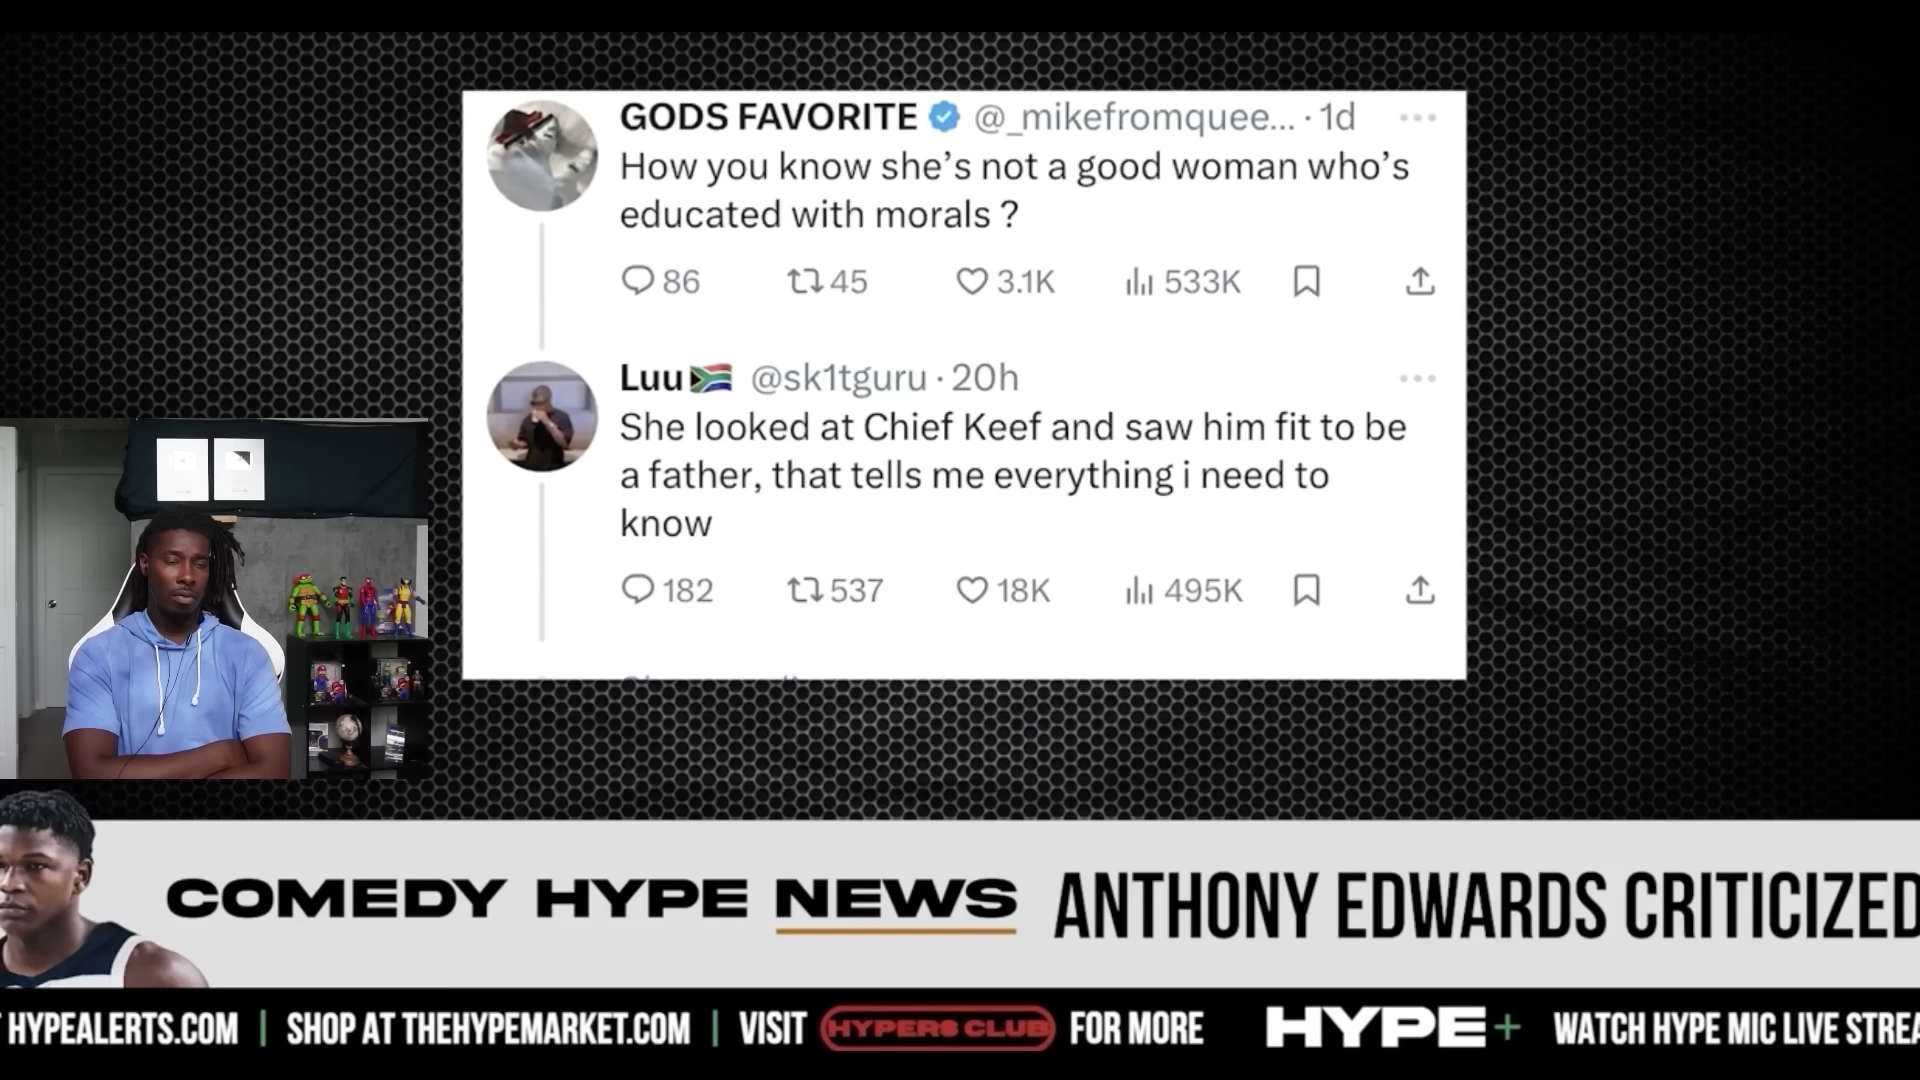 GODS FAVORITE @_mikefromquee... · 1d
How you know she's not a good woman who's
educated with morals ?
86 45 3.1K 533K
Luu🇿🇦 @sk1tguru · 20h
She looked at Chief Keef and saw him fit to be
a father, that tells me everything i need to
know
182 537 18K 495K
COMEDY HYPE NEWS ANTHONY EDWARDS CRITICIZED
HYPEALERTS.COM | SHOP AT THEHYPEMARKET.COM | VISIT HYPERS CLUB FOR MORE HYPE+ WATCH HYPE MIC LIVE